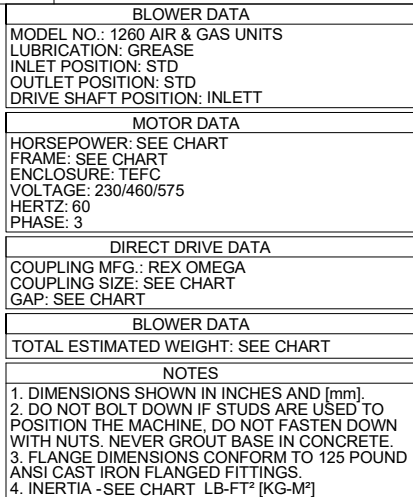 BLOWER DATA
MODEL NO.: 1260 AIR & GAS UNITS
LUBRICATION: GREASE
INLET POSITION: STD
OUTLET POSITION: STD
DRIVE SHAFT POSITION: INLETT
MOTOR DATA
HORSEPOWER: SEE CHART
FRAME: SEE CHART
ENCLOSURE: TEFC
VOLTAGE: 230/460/575
HERTZ: 60
PHASE: 3
DIRECT DRIVE DATA
COUPLING MFG.: REX OMEGA
COUPLING SIZE: SEE CHART
GAP: SEE CHART
BLOWER DATA
TOTAL ESTIMATED WEIGHT: SEE CHART
NOTES
1. DIMENSIONS SHOWN IN INCHES AND [mm].
2. DO NOT BOLT DOWN IF STUDS ARE USED TO
POSITION THE MACHINE, DO NOT FASTEN DOWN
WITH NUTS. NEVER GROUT BASE IN CONCRETE.
3. FLANGE DIMENSIONS CONFORM TO 125 POUND
ANSI CAST IRON FLANGED FITTINGS.
4. INERTIA - SEE CHART LB-FT² [KG-M²]